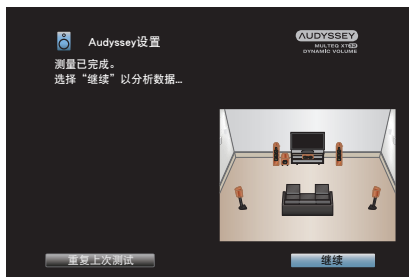 Audyssey设置
AUDYSSEY
MULTEQ XT32
DYNAMIC VOLUME
测量已完成。
选择“继续”以分析数据...
重复上次测试
继续